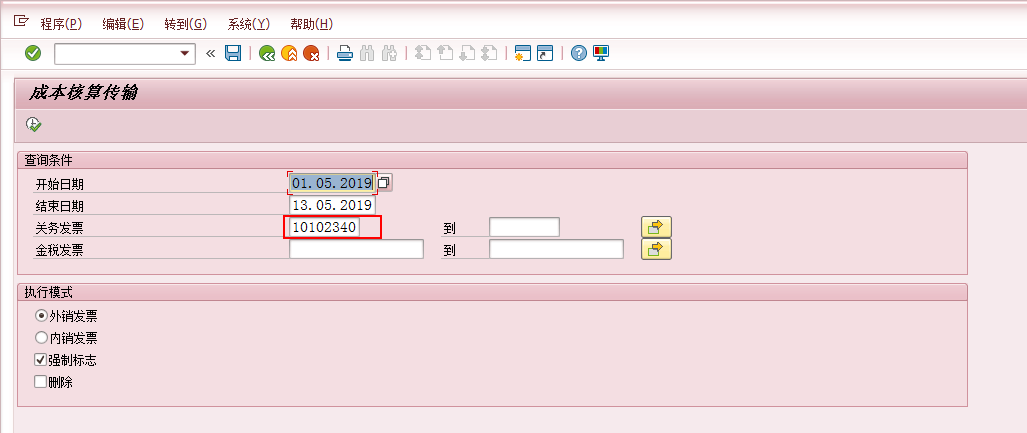 程序(P) 编辑(E) 转到(G) 系统(Y) 帮助(H)
成本核算传输
查询条件
开始日期 01.05.2019
结束日期 13.05.2019
关务发票 10102340 到
金税发票 到
执行模式
外销发票
内销发票
强制标志
删除